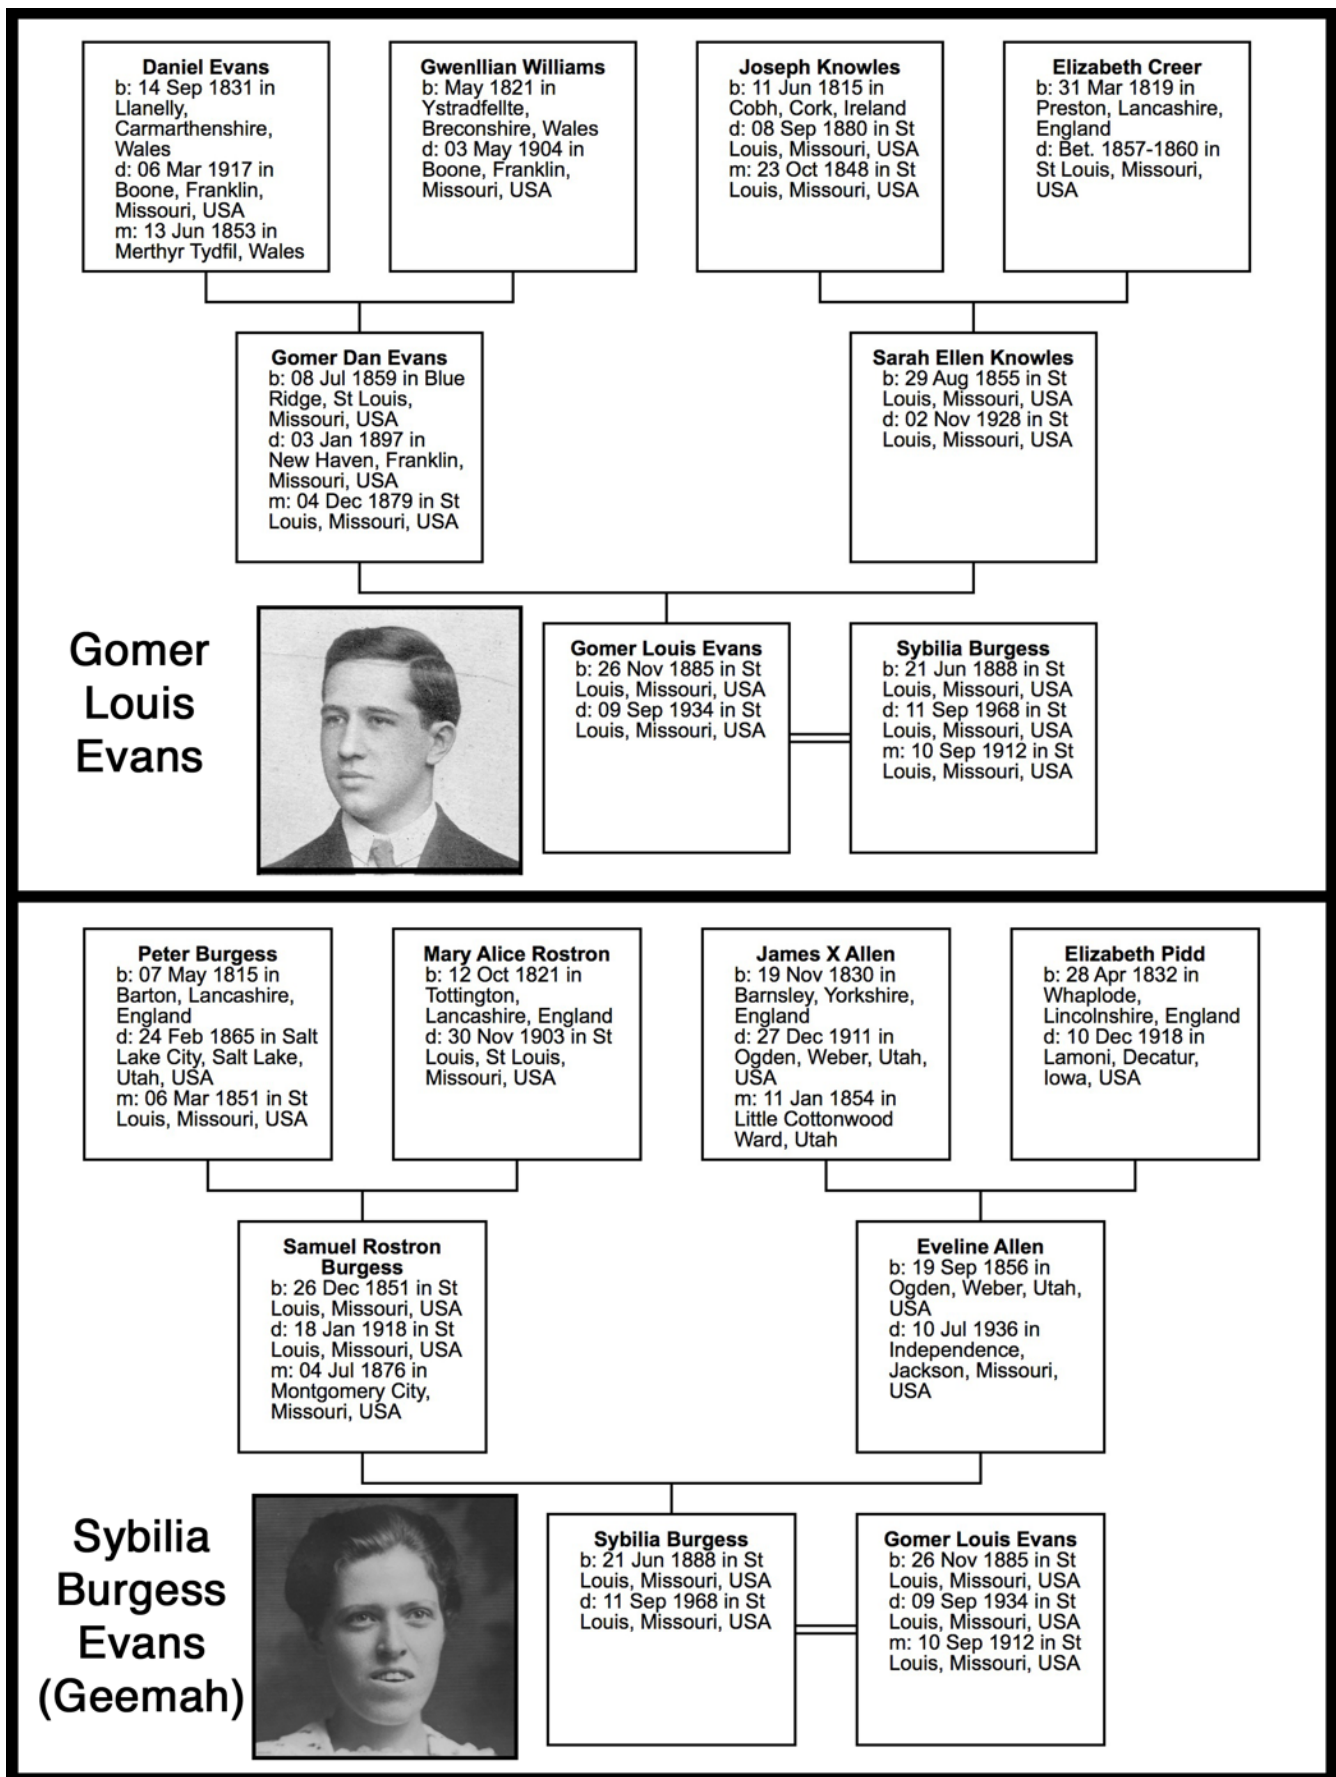 Daniel Evans
b: 14 Sep 1831 in
Llanelly,
Carmarthenshire,
Wales
d: 06 Mar 1917 in
Boone, Franklin,
Missouri, USA
m: 13 Jun 1853 in
Merthyr Tydfil, Wales
Gwenllian Williams
b: May 1821 in
Ystradfellte,
Breconshire, Wales
d: 03 May 1904 in
Boone, Franklin,
Missouri, USA
Joseph Knowles
b: 11 Jun 1815 in
Cobh, Cork, Ireland
d: 08 Sep 1880 in St
Louis, Missouri, USA
m: 23 Oct 1848 in St
Louis, Missouri, USA
Elizabeth Creer
b: 31 Mar 1819 in
Preston, Lancashire,
England
d: Bet. 1857-1860 in
St Louis, Missouri,
USA
Gomer Dan Evans
b: 08 Jul 1859 in Blue
Ridge, St Louis,
Missouri, USA
d: 03 Jan 1897 in
New Haven, Franklin,
Missouri, USA
m: 04 Dec 1879 in St
Louis, Missouri, USA
Sarah Ellen Knowles
b: 29 Aug 1855 in St
Louis, Missouri, USA
d: 02 Nov 1928 in St
Louis, Missouri, USA
Gomer
Louis
Evans
Gomer Louis Evans
b: 26 Nov 1885 in St
Louis, Missouri, USA
d: 09 Sep 1934 in St
Louis, Missouri, USA
Sybilia Burgess
b: 21 Jun 1888 in St
Louis, Missouri, USA
d: 11 Sep 1968 in St
Louis, Missouri, USA
m: 10 Sep 1912 in St
Louis, Missouri, USA
Peter Burgess
b: 07 May 1815 in
Barton, Lancashire,
England
d: 24 Feb 1865 in Salt
Lake City, Salt Lake,
Utah, USA
m: 06 Mar 1851 in St
Louis, Missouri, USA
Mary Alice Rostron
b: 12 Oct 1821 in
Tottington,
Lancashire, England
d: 30 Nov 1903 in St
Louis, St Louis,
Missouri, USA
James X Allen
b: 19 Nov 1830 in
Barnsley, Yorkshire,
England
d: 27 Dec 1911 in
Ogden, Weber, Utah,
USA
m: 11 Jan 1854 in
Little Cottonwood
Ward, Utah
Elizabeth Pidd
b: 28 Apr 1832 in
Whaplode,
Lincolnshire, England
d: 10 Dec 1918 in
Lamoni, Decatur,
Iowa, USA
Samuel Rostron
Burgess
b: 26 Dec 1851 in St
Louis, Missouri, USA
d: 18 Jan 1918 in St
Louis, Missouri, USA
m: 04 Jul 1876 in
Montgomery City,
Missouri, USA
Eveline Allen
b: 19 Sep 1856 in
Ogden, Weber, Utah,
USA
d: 10 Jul 1936 in
Independence,
Jackson, Missouri,
USA
Sybilia
Burgess
Evans
(Geemah)
Sybilia Burgess
b: 21 Jun 1888 in St
Louis, Missouri, USA
d: 11 Sep 1968 in St
Louis, Missouri, USA
Gomer Louis Evans
b: 26 Nov 1885 in St
Louis, Missouri, USA
d: 09 Sep 1934 in St
Louis, Missouri, USA
m: 10 Sep 1912 in St
Louis, Missouri, USA